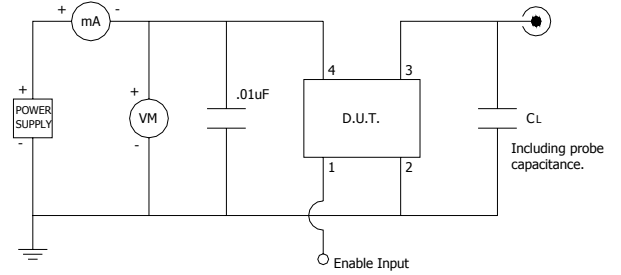 + mA -
4
3
.01uF
+
POWER
SUPPLY
-
+
VM
-
D.U.T.
CL
Including probe
capacitance.
1
2
Enable Input